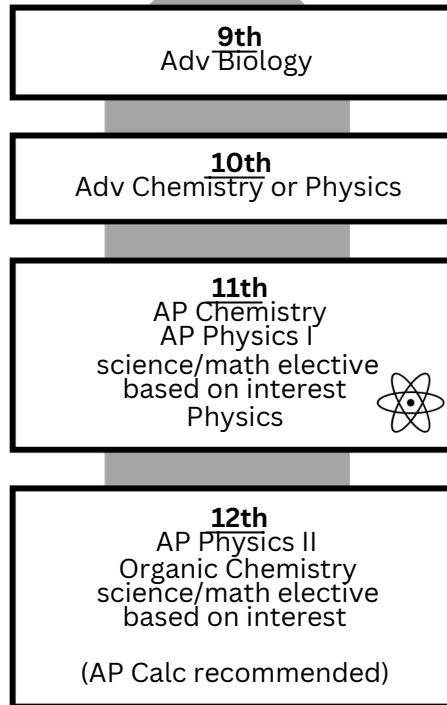 9th
Adv Biology
10th
Adv Chemistry or Physics
11th
AP Chemistry
AP Physics I
science/math elective
based on interest
Physics
12th
AP Physics II
Organic Chemistry
science/math elective
based on interest
(AP Calc recommended)